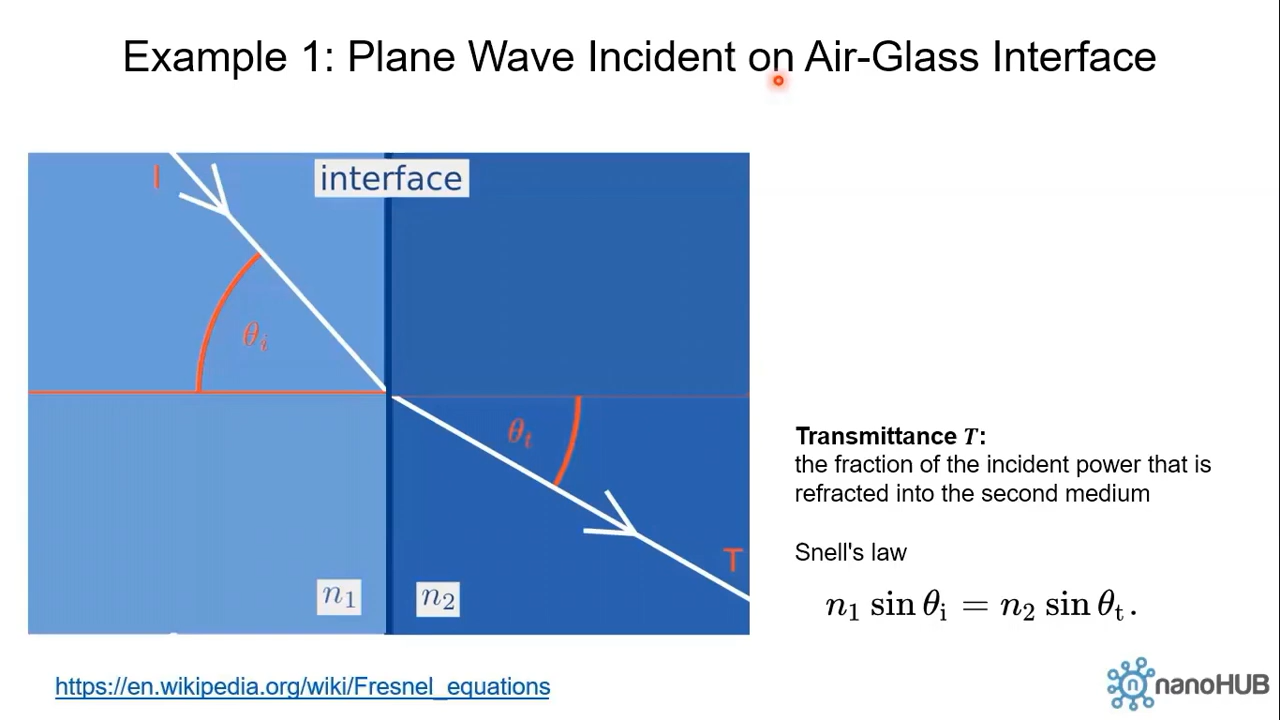 Example 1: Plane Wave Incident on Air-Glass Interface
I
interface
θᵢ
θₜ
T
n₁
n₂
Transmittance T:
the fraction of the incident power that is
refracted into the second medium
Snell's law
n₁ sin θᵢ = n₂ sin θₜ.
https://en.wikipedia.org/wiki/Fresnel_equations
n nanoHUB